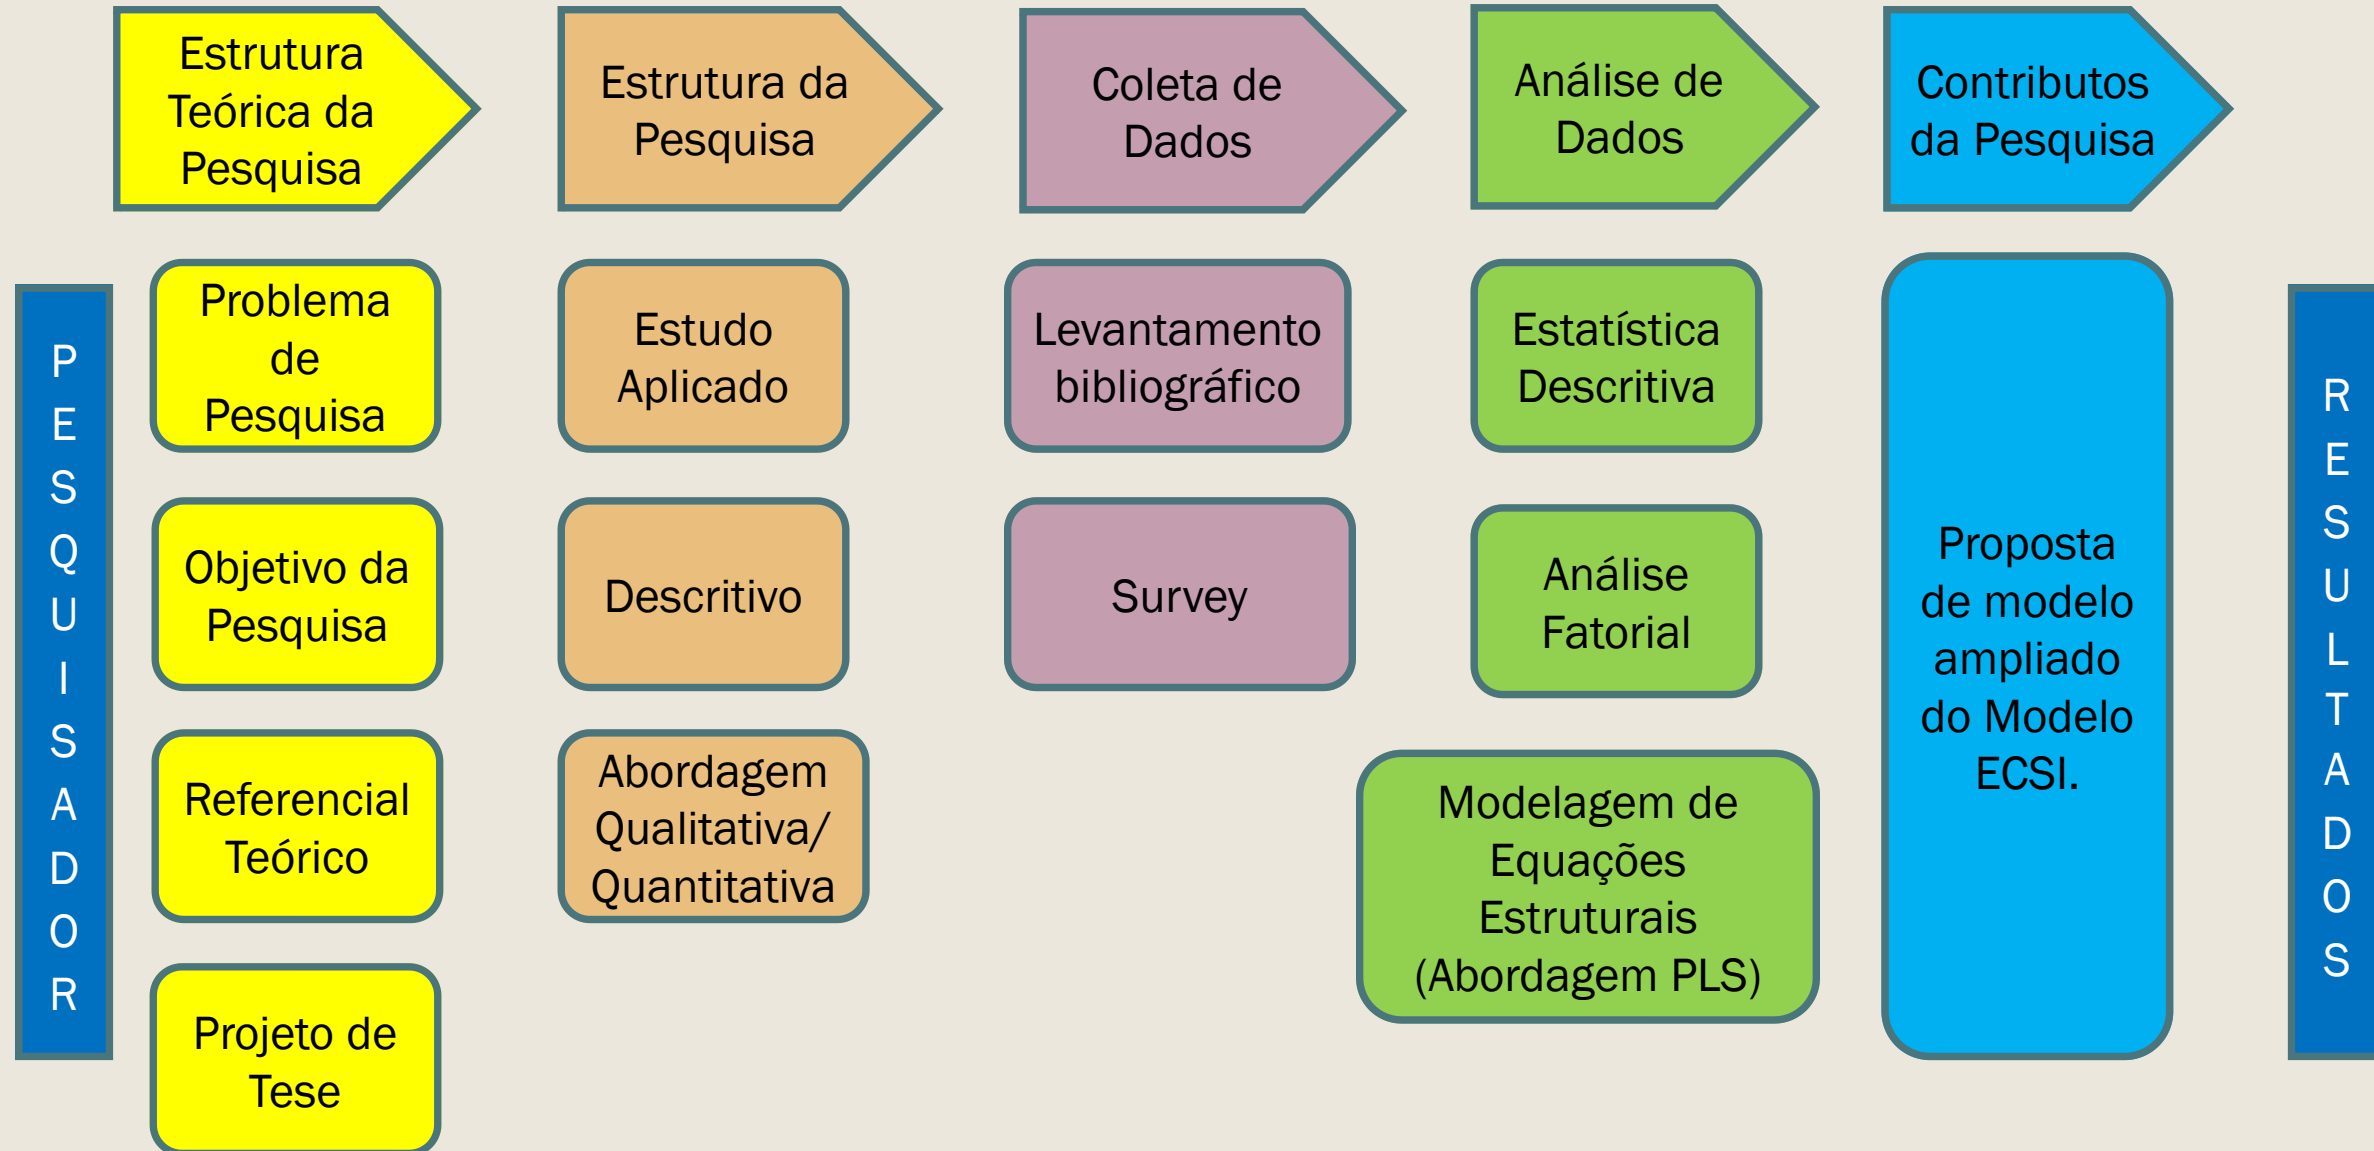 Estrutura
Teórica da
Pesquisa
Estrutura da
Pesquisa
Coleta de
Dados
Análise de
Dados
Contributos
da Pesquisa
P
E
S
Q
U
I
S
A
D
O
R
Problema
de
Pesquisa
Objetivo da
Pesquisa
Referencial
Teórico
Projeto de
Tese
Estudo
Aplicado
Descritivo
Abordagem
Qualitativa/
Quantitativa
Levantamento
bibliográfico
Survey
Estatística
Descritiva
Análise
Fatorial
Modelagem de
Equações
Estruturais
(Abordagem PLS)
Proposta
de modelo
ampliado
do Modelo
ECSI.
R
E
S
U
L
T
A
D
O
S